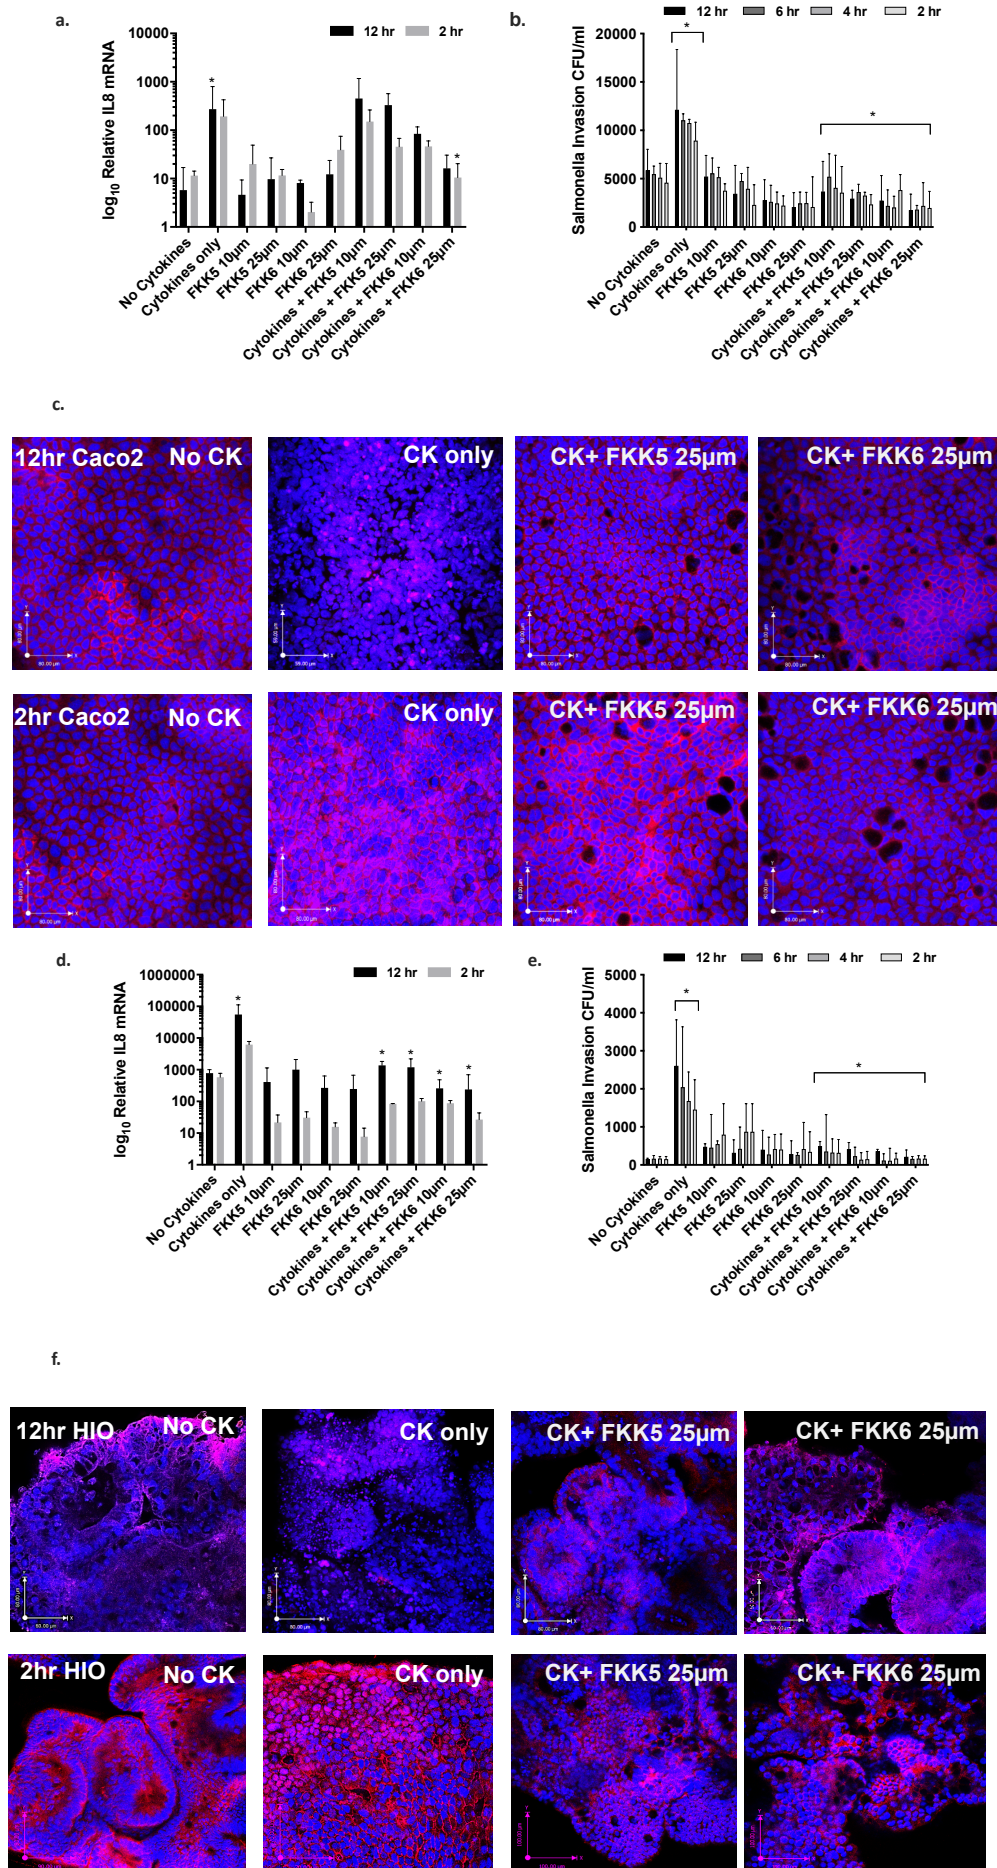 a.
12 hr 2 hr
log10 Relative IL8 mRNA
10000
1000
100
10
1
No Cytokines
Cytokines only
FKK5 10µm
FKK5 25µm
FKK6 10µm
FKK6 25µm
Cytokines + FKK5 10µm
Cytokines + FKK5 25µm
Cytokines + FKK6 10µm
Cytokines + FKK6 25µm
* *
b.
12 hr 6 hr 4 hr 2 hr
Salmonella Invasion CFU/ml
20000
15000
10000
5000
0
No Cytokines
Cytokines only
FKK5 10µm
FKK5 25µm
FKK6 10µm
FKK6 25µm
Cytokines + FKK5 10µm
Cytokines + FKK5 25µm
Cytokines + FKK6 10µm
Cytokines + FKK6 25µm
* *
c.
12hr Caco2 No CK
CK only
CK+ FKK5 25µm
CK+ FKK6 25µm
2hr Caco2 No CK
CK only
CK+ FKK5 25µm
CK+ FKK6 25µm
d.
12 hr 2 hr
log10 Relative IL8 mRNA
1000000
100000
10000
1000
100
10
1
No Cytokines
Cytokines only
FKK5 10µm
FKK5 25µm
FKK6 10µm
FKK6 25µm
Cytokines + FKK5 10µm
Cytokines + FKK5 25µm
Cytokines + FKK6 10µm
Cytokines + FKK6 25µm
* * * * *
e.
12 hr 6 hr 4 hr 2 hr
Salmonella Invasion CFU/ml
5000
4000
3000
2000
1000
0
No Cytokines
Cytokines only
FKK5 10µm
FKK5 25µm
FKK6 10µm
FKK6 25µm
Cytokines + FKK5 10µm
Cytokines + FKK5 25µm
Cytokines + FKK6 10µm
Cytokines + FKK6 25µm
* *
f.
12hr HIO No CK
CK only
CK+ FKK5 25µm
CK+ FKK6 25µm
2hr HIO No CK
CK only
CK+ FKK5 25µm
CK+ FKK6 25µm